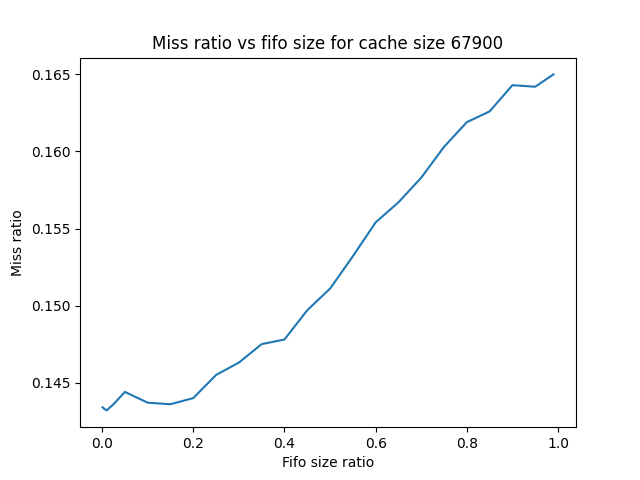 Miss ratio vs fifo size for cache size 67900
0.165
0.160
0.155
0.150
0.145
Miss ratio
0.0 0.2 0.4 0.6 0.8 1.0
Fifo size ratio